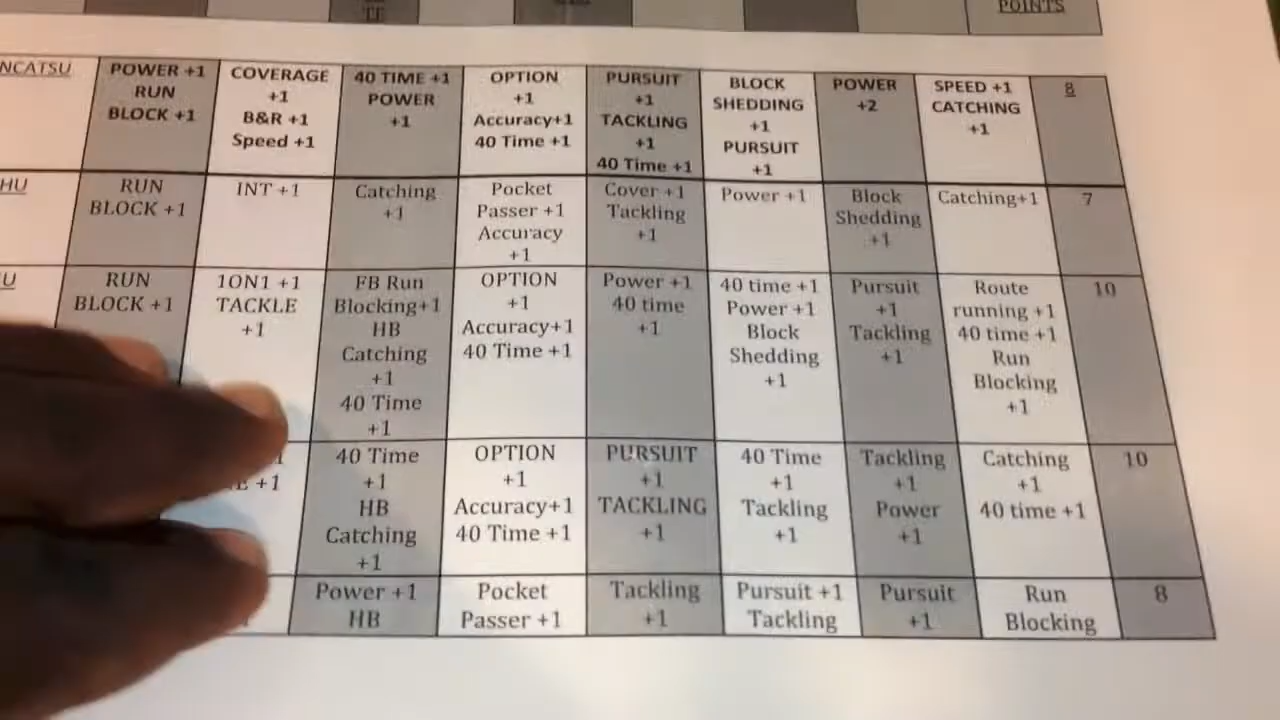 POINTS
NCATSU
POWER +1
RUN
BLOCK +1
COVERAGE
+1
B&R +1
Speed +1
40 TIME +1
POWER
+1
OPTION
+1
Accuracy+1
40 Time +1
PURSUIT
+1
TACKLING
+1
40 Time +1
BLOCK
SHEDDING
+1
PURSUIT
+1
POWER
+2
SPEED +1
CATCHING
+1
8
HU
RUN
BLOCK +1
INT +1
Catching
+1
Pocket
Passer +1
Accuracy
+1
Cover +1
Tackling
+1
Power +1
Block
Shedding
+1
Catching+1
7
U
RUN
BLOCK +1
1ON1 +1
TACKLE
+1
FB Run
Blocking+1
HB
Catching
+1
40 Time
+1
OPTION
+1
Accuracy+1
40 Time +1
Power +1
40 time
+1
40 time +1
Power +1
Block
Shedding
+1
Pursuit
+1
Tackling
+1
Route
running +1
40 time +1
Run
Blocking
+1
10
+1
40 Time
+1
HB
Catching
+1
OPTION
+1
Accuracy+1
40 Time +1
PURSUIT
+1
TACKLING
+1
40 Time
+1
Tackling
+1
Tackling
+1
Power
+1
Catching
+1
40 time +1
10
Power +1
HB
Pocket
Passer +1
Tackling
+1
Pursuit +1
Tackling
Pursuit
+1
Run
Blocking
8